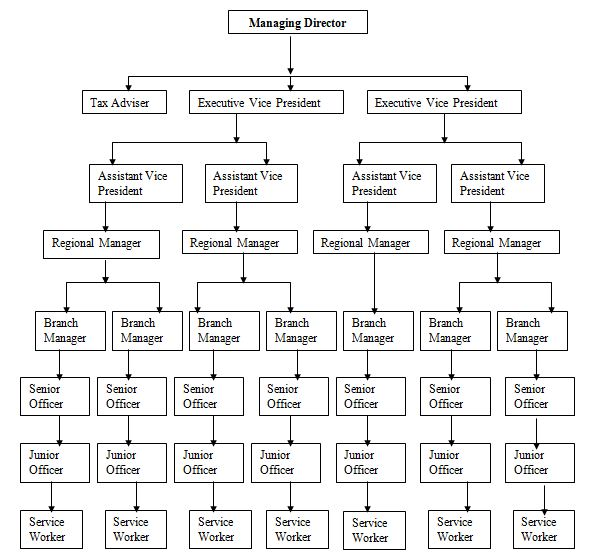 Managing Director
Tax Adviser
Executive Vice President
Executive Vice President
Assistant Vice
President
Assistant Vice
President
Assistant Vice
President
Assistant Vice
President
Regional Manager
Regional Manager
Regional Manager
Regional Manager
Branch
Manager
Branch
Manager
Branch
Manager
Branch
Manager
Branch
Manager
Branch
Manager
Branch
Manager
Senior
Officer
Senior
Officer
Senior
Officer
Senior
Officer
Senior
Officer
Senior
Officer
Senior
Officer
Junior
Officer
Junior
Officer
Junior
Officer
Junior
Officer
Junior
Officer
Junior
Officer
Junior
Officer
Service
Worker
Service
Worker
Service
Worker
Service
Worker
Service
Worker
Service
Worker
Service
Worker